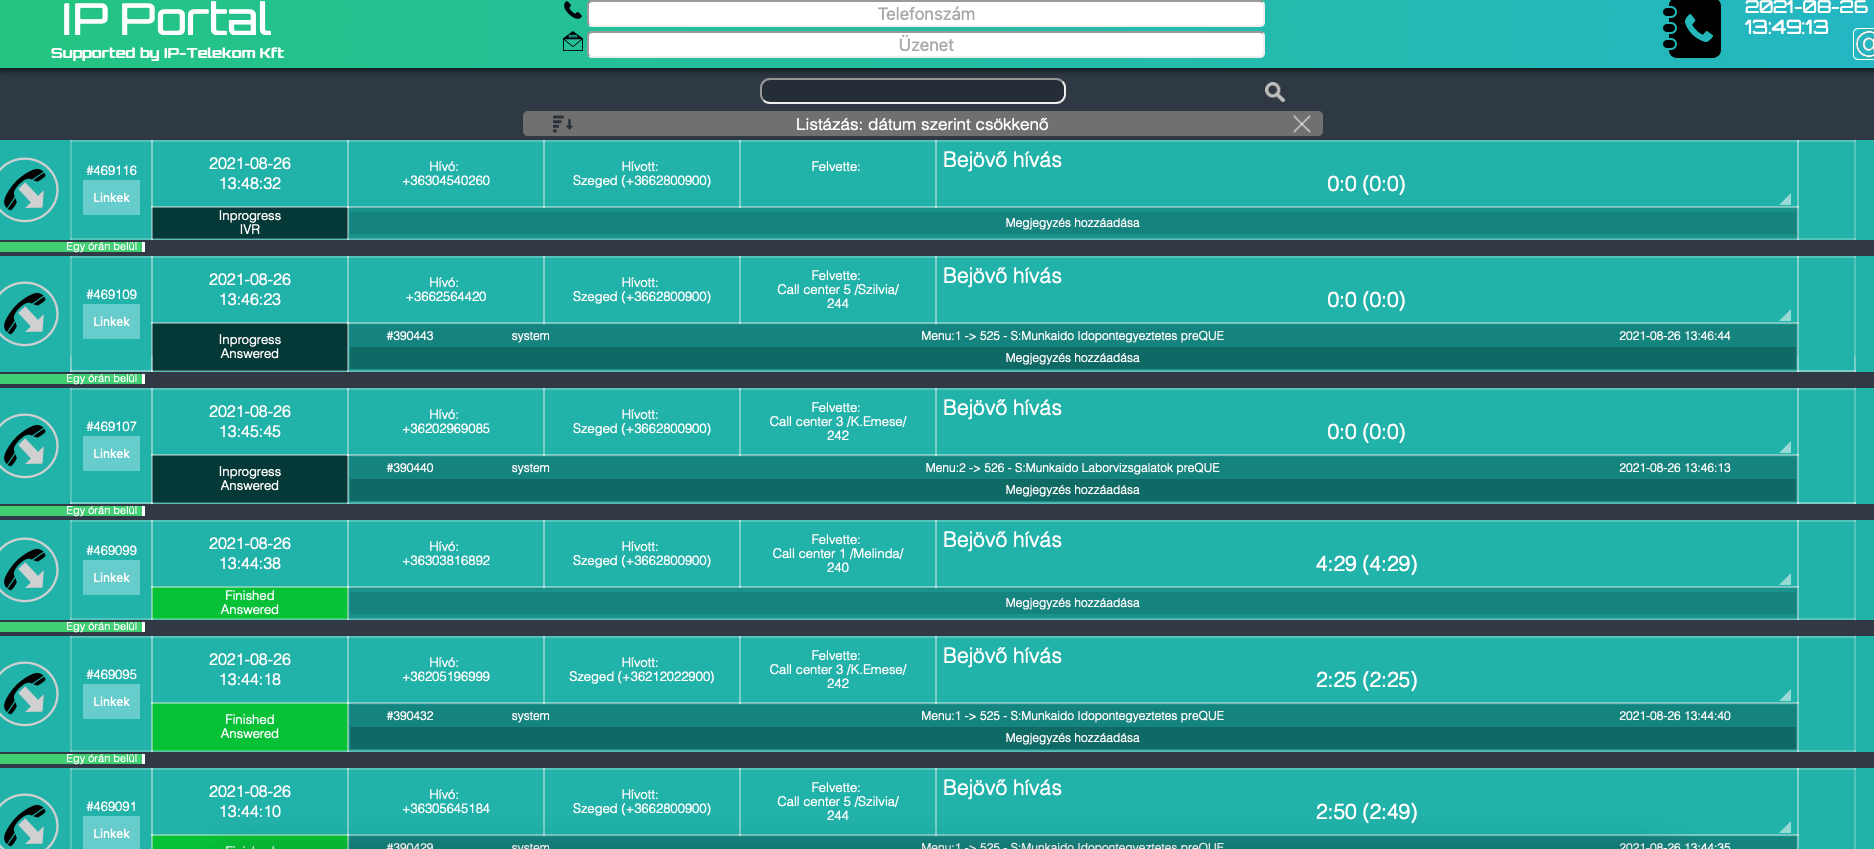 IP Portal
Supported by IP-Telekom Kft
Telefonszám
Üzenet
2021-08-26
13:49:13
Listázás: dátum szerint csökkenő
#469116
Linkek
2021-08-26
13:48:32
Hívó:
+36304540260
Hívott:
Szeged (+3662800900)
Felvette:
Bejövő hívás
0:0 (0:0)
Inprogress
IVR
Megjegyzés hozzáadása
Egy órán belül
#469109
Linkek
2021-08-26
13:46:23
Hívó:
+3662564420
Hívott:
Szeged (+3662800900)
Felvette:
Call center 5 /Szilvia/
244
Bejövő hívás
0:0 (0:0)
Inprogress
Answered
#390443 system Menu:1 -> 525 - S:Munkaido Idopontegyeztetes preQUE 2021-08-26 13:46:44
Megjegyzés hozzáadása
Egy órán belül
#469107
Linkek
2021-08-26
13:45:45
Hívó:
+36202969085
Hívott:
Szeged (+3662800900)
Felvette:
Call center 3 /K.Emese/
242
Bejövő hívás
0:0 (0:0)
Inprogress
Answered
#390440 system Menu:2 -> 526 - S:Munkaido Laborvizsgalatok preQUE 2021-08-26 13:46:13
Megjegyzés hozzáadása
Egy órán belül
#469099
Linkek
2021-08-26
13:44:38
Hívó:
+36303816892
Hívott:
Szeged (+3662800900)
Felvette:
Call center 1 /Melinda/
240
Bejövő hívás
4:29 (4:29)
Finished
Answered
Megjegyzés hozzáadása
Egy órán belül
#469095
Linkek
2021-08-26
13:44:18
Hívó:
+36205196999
Hívott:
Szeged (+36212022900)
Felvette:
Call center 3 /K.Emese/
242
Bejövő hívás
2:25 (2:25)
Finished
Answered
#390432 system Menu:1 -> 525 - S:Munkaido Idopontegyeztetes preQUE 2021-08-26 13:44:40
Megjegyzés hozzáadása
Egy órán belül
#469091
Linkek
2021-08-26
13:44:10
Hívó:
+36305645184
Hívott:
Szeged (+3662800900)
Felvette:
Call center 5 /Szilvia/
244
Bejövő hívás
2:50 (2:49)
Finished
#390429 system Menu:1 -> 525 - S:Munkaido Idopontegyeztetes preQUE 2021-08-26 13:44:35